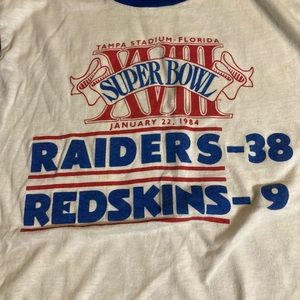 TAMPA STADIUM-FLORIDA
SUPER BOWL
XVIII
JANUARY 22, 1984
RAIDERS-38
REDSKINS-9